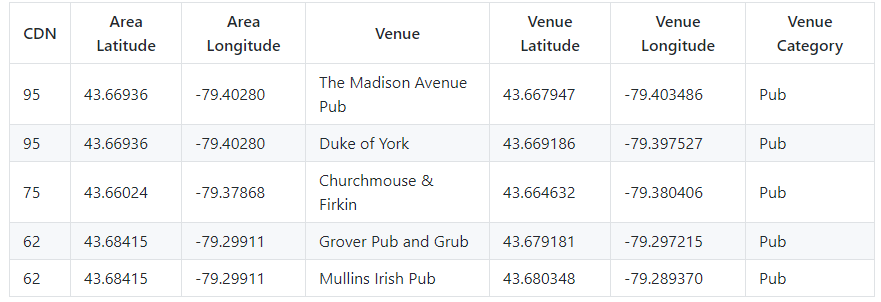 CDN Area Latitude Area Longitude Venue Venue Latitude Venue Longitude Venue Category
95 43.66936 -79.40280 The Madison Avenue Pub 43.667947 -79.403486 Pub
95 43.66936 -79.40280 Duke of York 43.669186 -79.397527 Pub
75 43.66024 -79.37868 Churchmouse & Firkin 43.664632 -79.380406 Pub
62 43.68415 -79.29911 Grover Pub and Grub 43.679181 -79.297215 Pub
62 43.68415 -79.29911 Mullins Irish Pub 43.680348 -79.289370 Pub